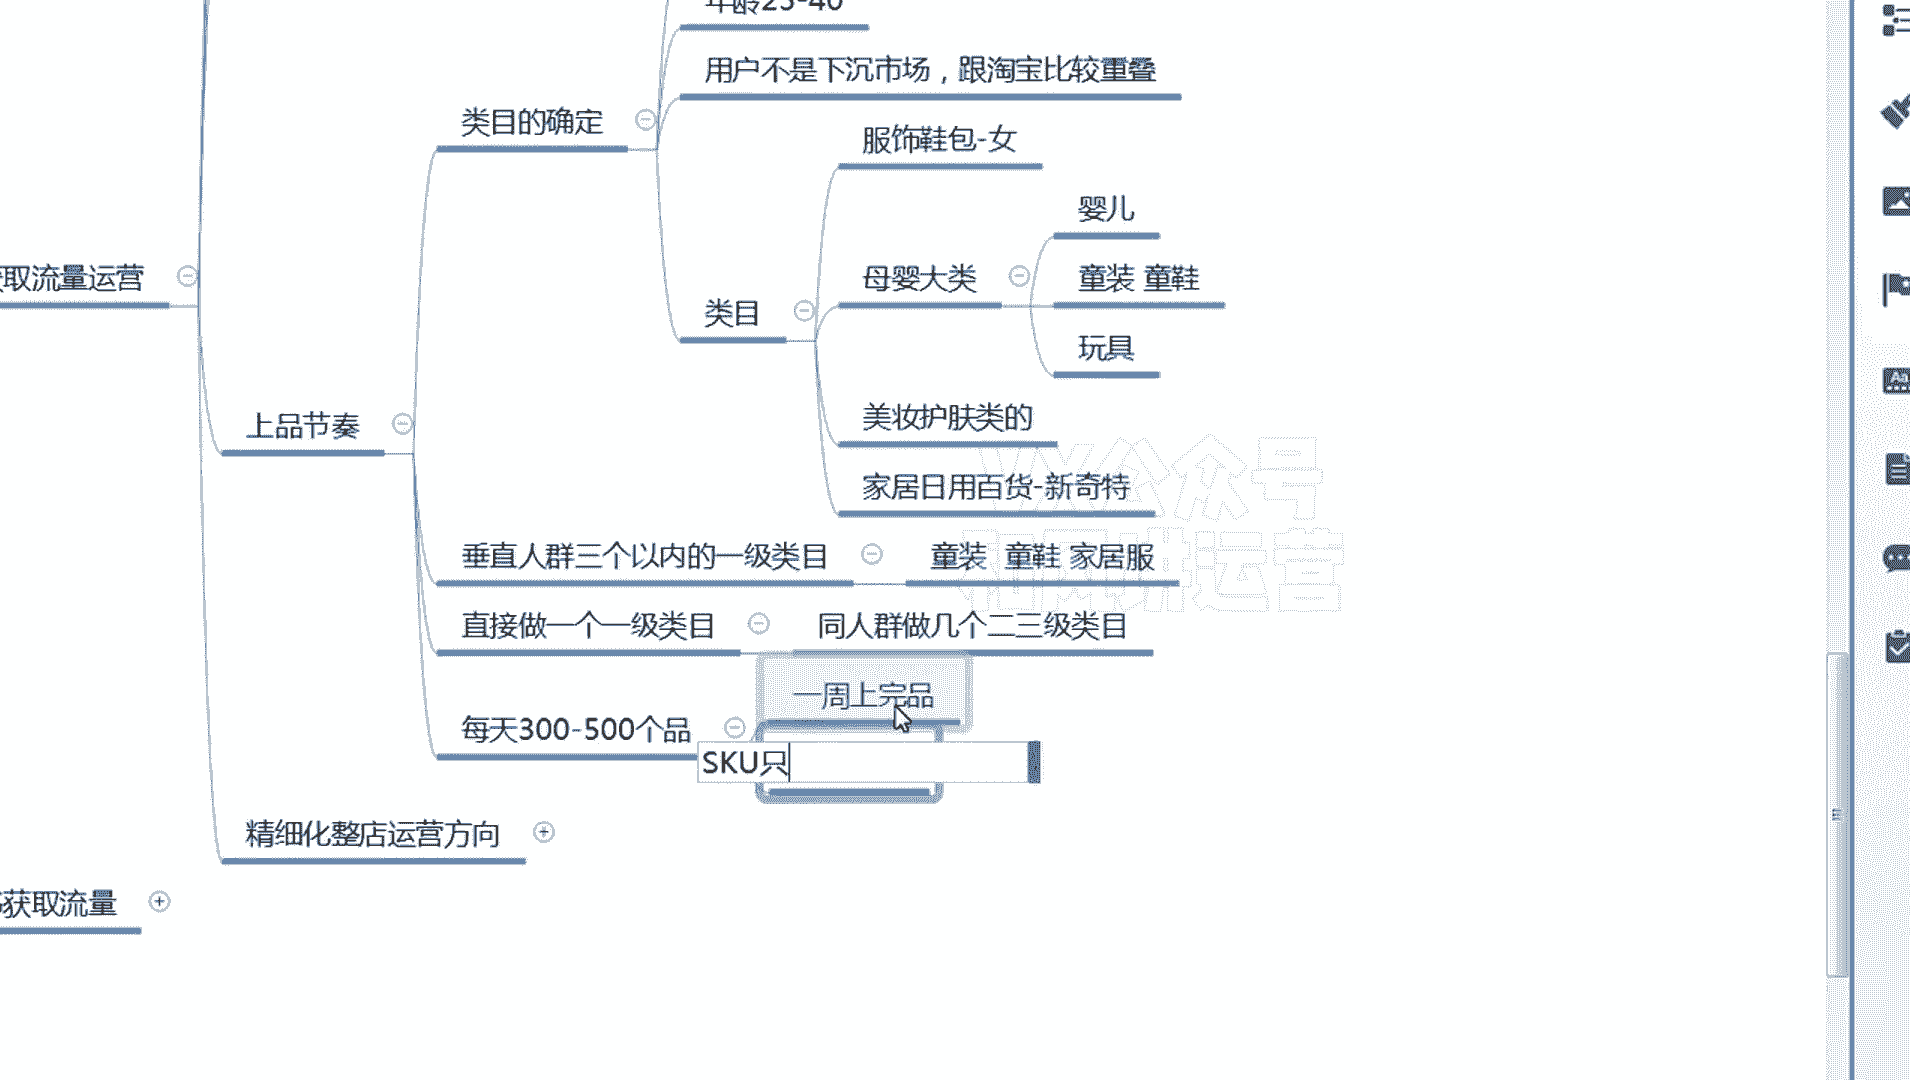 年龄25-40
用户不是下沉市场，跟淘宝比较重叠
类目的确定
服饰鞋包-女
婴儿
取流量运营
母婴大类
童装 童鞋
类目
玩具
上品节奏
美妆护肤类的
VX公众号
家居日用百货-新奇特
垂直人群三个以内的一级类目
童装 童鞋 家居服
直接做一个一级类目
同人群做几个二三级类目
一周上完品
每天300-500个品
SKU只
精细化整店运营方向
获取流量